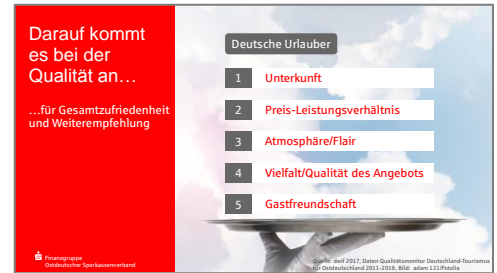 Darauf kommt
es bei der
Qualität an…
…für Gesamtzufriedenheit
und Weiterempfehlung
Deutsche Urlauber
1 Unterkunft
2 Preis-Leistungsverhältnis
3 Atmosphäre/Flair
4 Vielfalt/Qualität des Angebots
5 Gastfreundschaft
Finanzgruppe
Ostdeutscher Sparkassenverband
Quelle: dwif 2017, Daten Qualitätsmonitor Deutschland-Tourismus
für Ostdeutschland 2011-2016, Bild: adam 121/Fotolia